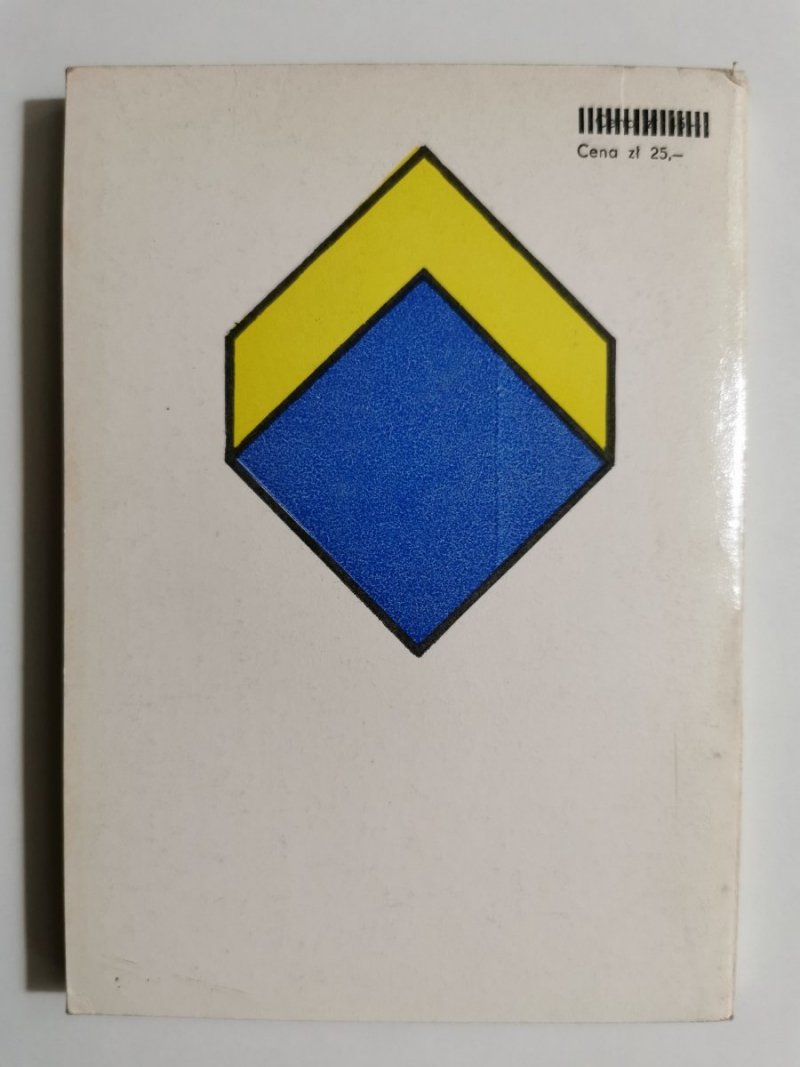 Cena zł 25,—